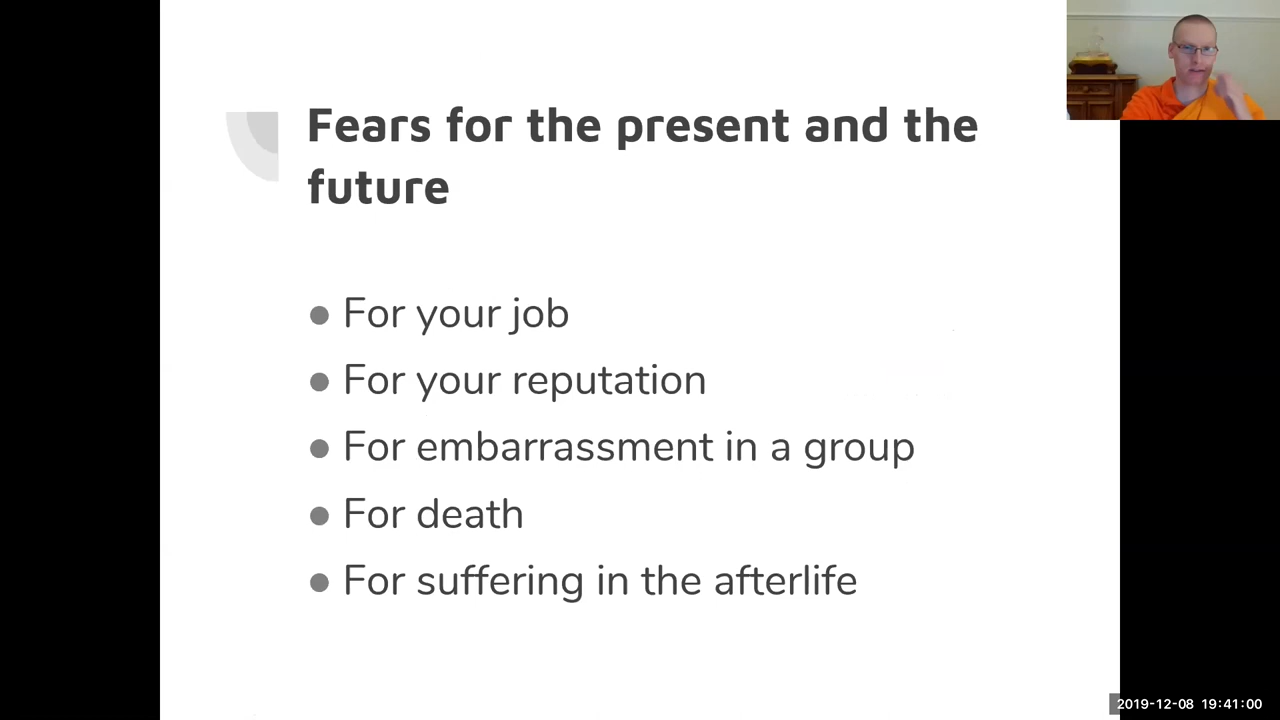 Fears for the present and the
future
● For your job
● For your reputation
● For embarrassment in a group
● For death
● For suffering in the afterlife
2019-12-08 19:41:00